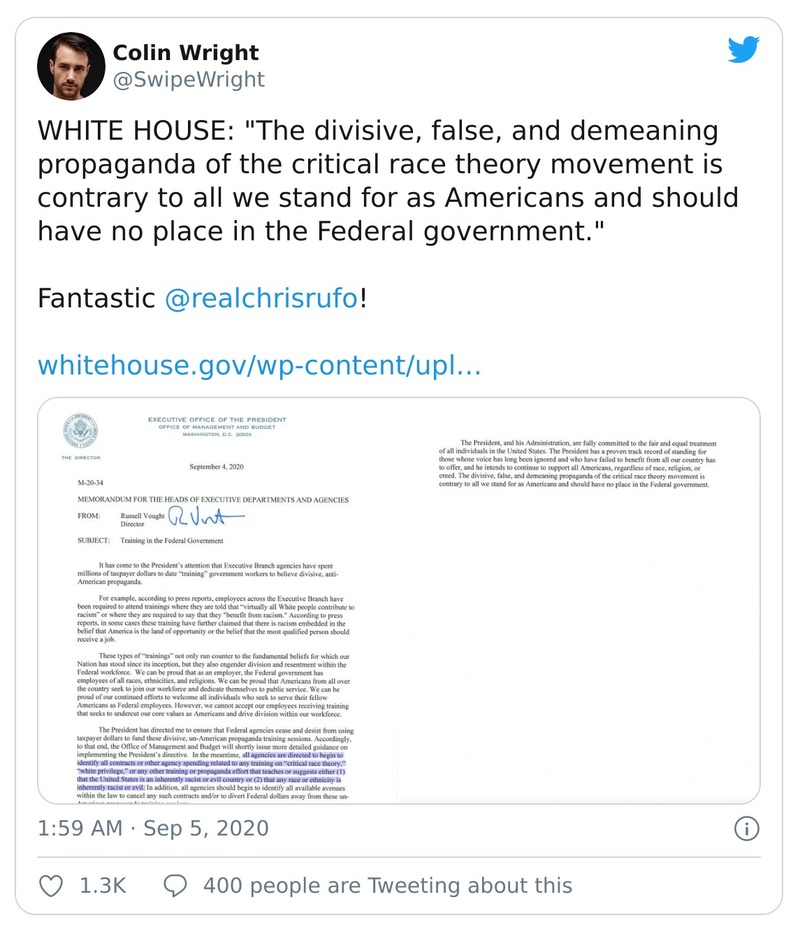 Colin Wright
@SwipeWright
WHITE HOUSE: "The divisive, false, and demeaning
propaganda of the critical race theory movement is
contrary to all we stand for as Americans and should
have no place in the Federal government."
Fantastic @realchrisrufo!
whitehouse.gov/wp-content/upl…
EXECUTIVE OFFICE OF THE PRESIDENT
OFFICE OF MANAGEMENT AND BUDGET
WASHINGTON, D.C. 20503
THE DIRECTOR
September 4, 2020
M-20-34
MEMORANDUM FOR THE HEADS OF EXECUTIVE DEPARTMENTS AND AGENCIES
FROM: Russell Vought
Director
SUBJECT: Training in the Federal Government
It has come to the President's attention that Executive Branch agencies have spent
millions of taxpayer dollars to date "training" government workers to believe divisive, anti-
American propaganda.
For example, according to press reports, employees across the Executive Branch have
been required to attend trainings where they are told that "virtually all White people contribute to
racism" or where they are required to say that they "benefit from racism." According to press
reports, in some cases these training have further claimed that there is racism embedded in the
belief that America is the land of opportunity or the belief that the most qualified person should
receive a job.
These types of "trainings" not only run counter to the fundamental beliefs for which our
Nation has stood since its inception, but they also engender division and resentment within the
Federal workforce. We can be proud that as an employer, the Federal government has
employees of all races, ethnicities, and religions. We can be proud that Americans from all over
the country seek to join our workforce and dedicate themselves to public service. We can be
proud of our continued efforts to welcome all individuals who seek to serve their fellow
Americans as Federal employees. However, we cannot accept our employees receiving training
that seeks to undercut our core values as Americans and drive division within our workforce.
The President has directed me to ensure that Federal agencies cease and desist from using
taxpayer dollars to fund these divisive, un-American propaganda training sessions. Accordingly,
to that end, the Office of Management and Budget will shortly issue more detailed guidance on
implementing the President's directive. In the meantime, all agencies are directed to begin to
identify all contracts or other agency spending related to any training on "critical race theory,"
"white privilege," or any other training or propaganda effort that teaches or suggests either (1)
that the United States is an inherently racist or evil country or (2) that any race or ethnicity is
inherently racist or evil. In addition, all agencies should begin to identify all available avenues
within the law to cancel any such contracts and/or to divert Federal dollars away from these un-
American propaganda training sessions.
The President, and his Administration, are fully committed to the fair and equal treatment
of all individuals in the United States. The President has a proven track record of standing for
those whose voice has long been ignored and who have failed to benefit from all our country has
to offer, and he intends to continue to support all Americans, regardless of race, religion, or
creed. The divisive, false, and demeaning propaganda of the critical race theory movement is
contrary to all we stand for as Americans and should have no place in the Federal government.
1:59 AM · Sep 5, 2020
1.3K
400 people are Tweeting about this